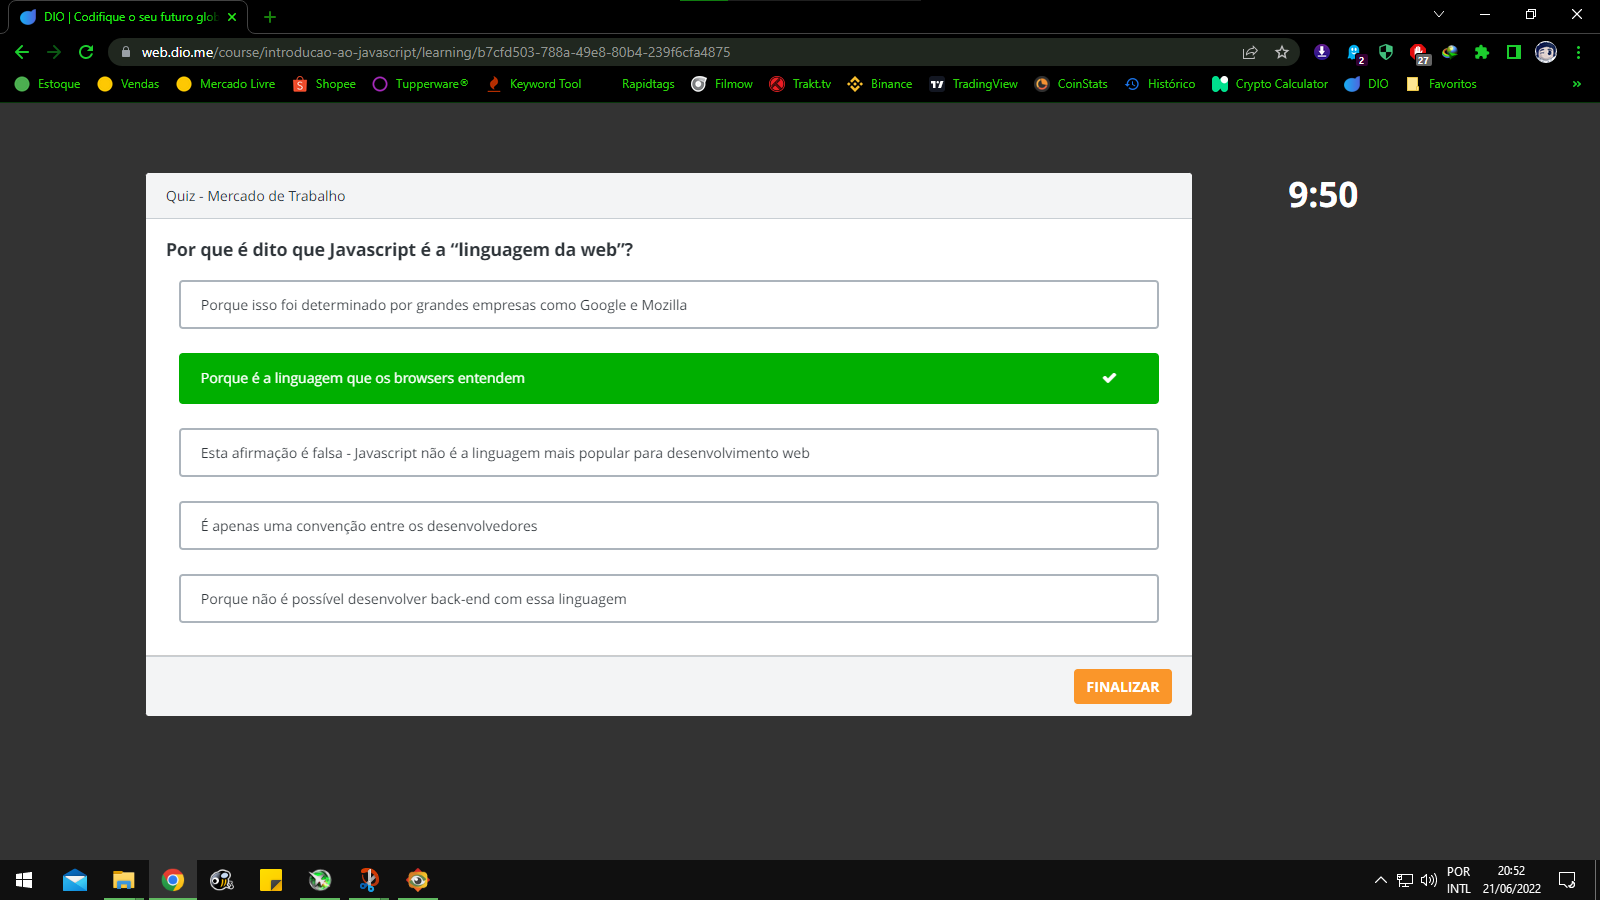 DIO | Codifique o seu futuro glob
web.dio.me/course/introducao-ao-javascript/learning/b7cfd503-788a-49e8-80b4-239f6cfa4875
2
27
Estoque Vendas Mercado Livre Shopee Tupperware® Keyword Tool Rapidtags Filmow Trakt.tv Binance TradingView CoinStats Histórico Crypto Calculator DIO Favoritos »
Quiz - Mercado de Trabalho
9:50
Por que é dito que Javascript é a “linguagem da web”?
Porque isso foi determinado por grandes empresas como Google e Mozilla
Porque é a linguagem que os browsers entendem
Esta afirmação é falsa - Javascript não é a linguagem mais popular para desenvolvimento web
É apenas uma convenção entre os desenvolvedores
Porque não é possível desenvolver back-end com essa linguagem
FINALIZAR
POR
INTL
20:52
21/06/2022